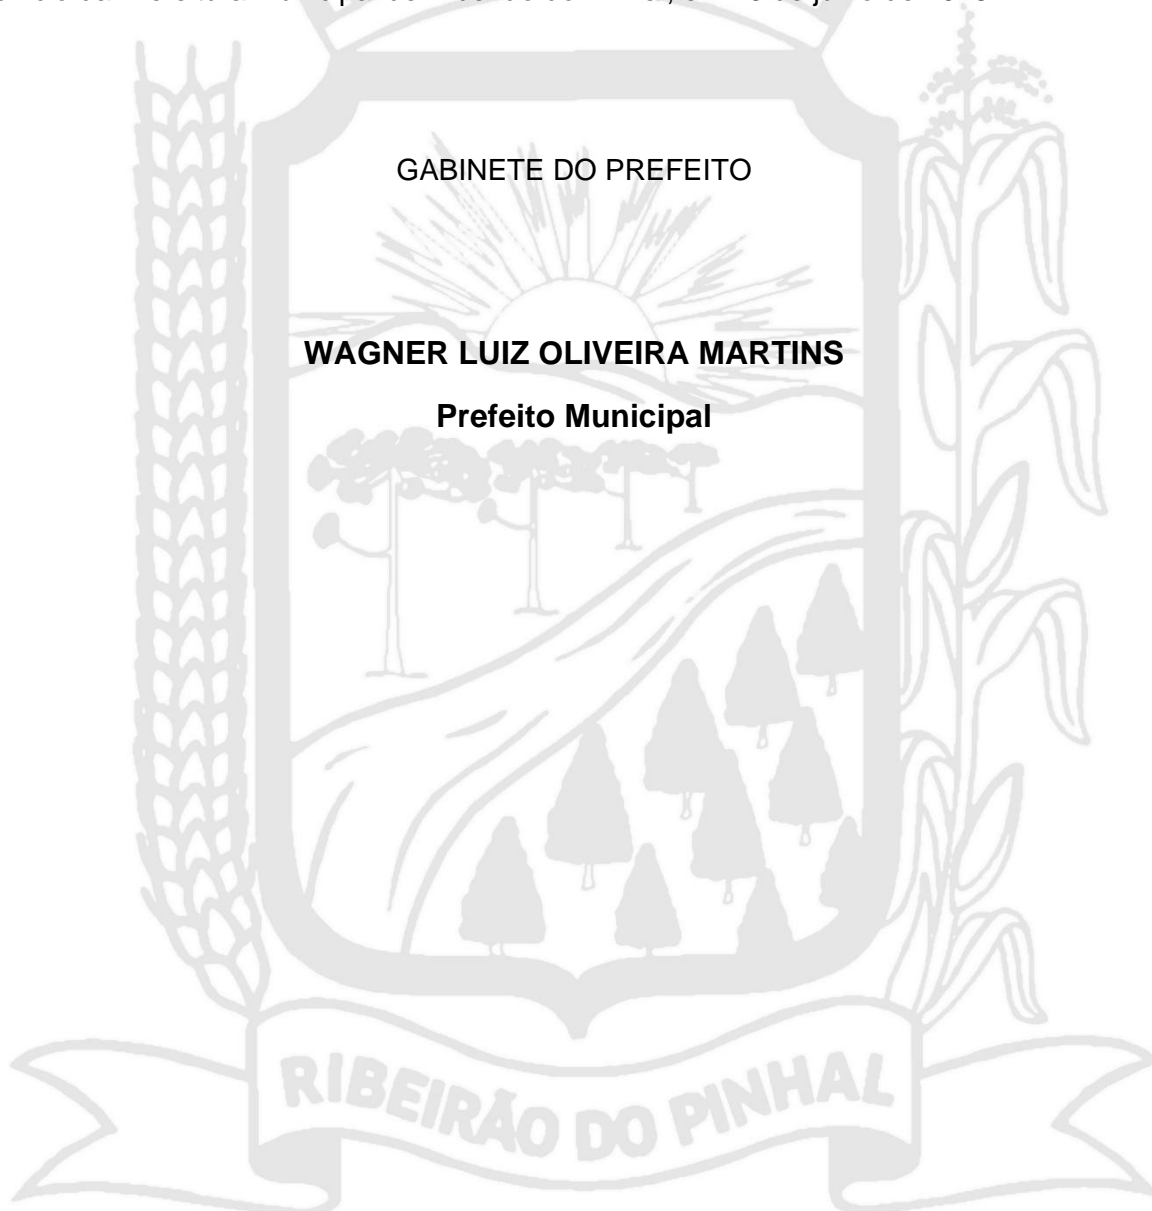 GABINETE DO PREFEITO
WAGNER LUIZ OLIVEIRA MARTINS
Prefeito Municipal
RIBEIRÃO DO PINHAL